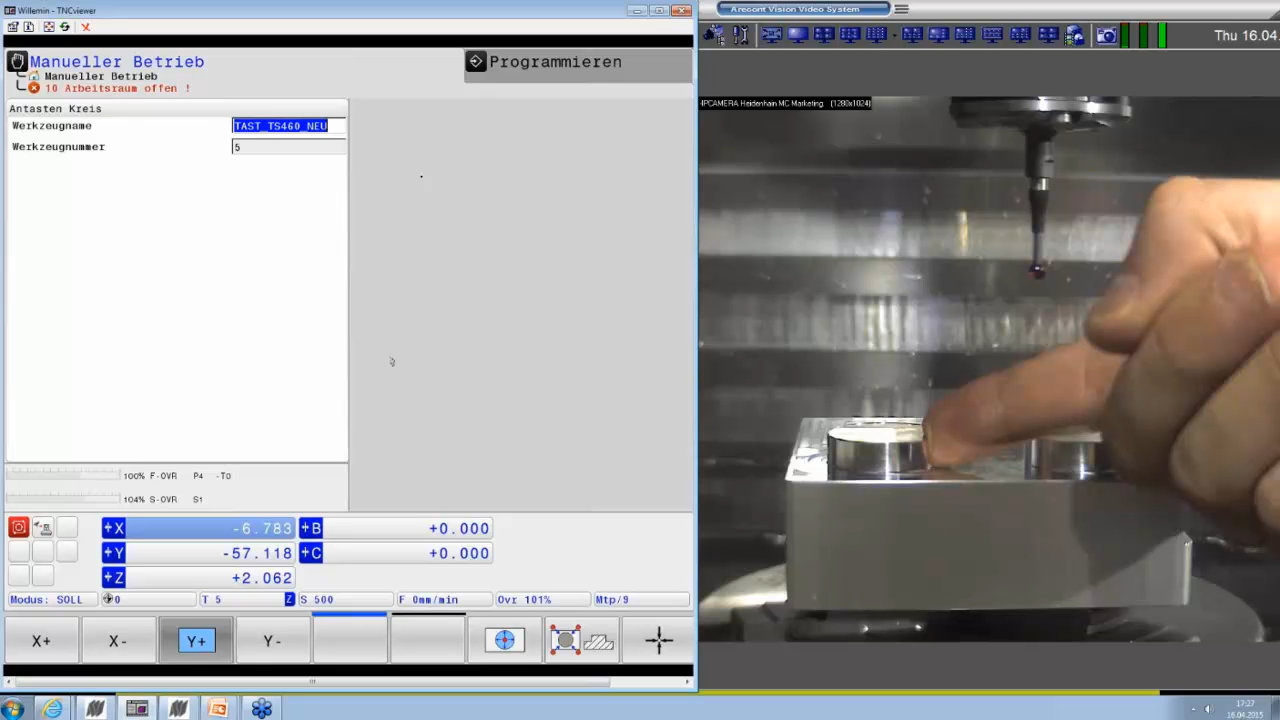 Willemin - TNCviewer
Manueller Betrieb
Manueller Betrieb
10 Arbeitsraum offen !
Programmieren
Antasten Kreis
Werkzeugname TAST_TS460_NEU
Werkzeugnummer 5
100% F-OVR P4 -T0
104% S-OVR S1
X -6.783 B +0.000
Y -57.118 C +0.000
Z +2.062
Modus: SOLL 0 T 5 Z S 500 F 0mm/min Ovr 101% Mtp/9
X+ X- Y+ Y-
Arecont Vision Video System
Thu 16.04.
HPCAMERA Heidenhain MC Marketing (1280x1024)
17:27
16.04.2015